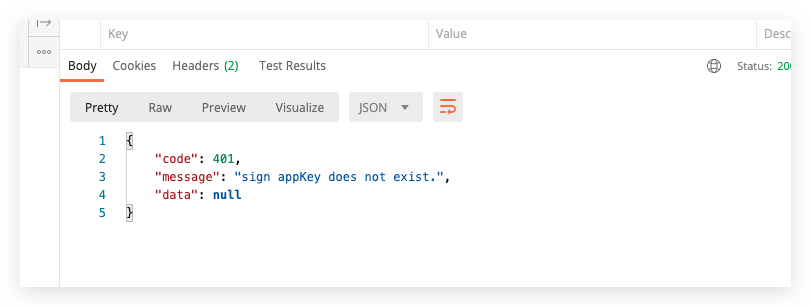 Key Value Desc
Body Cookies Headers (2) Test Results Status: 200
Pretty Raw Preview Visualize JSON
1 {
2 "code": 401,
3 "message": "sign appKey does not exist.",
4 "data": null
5 }